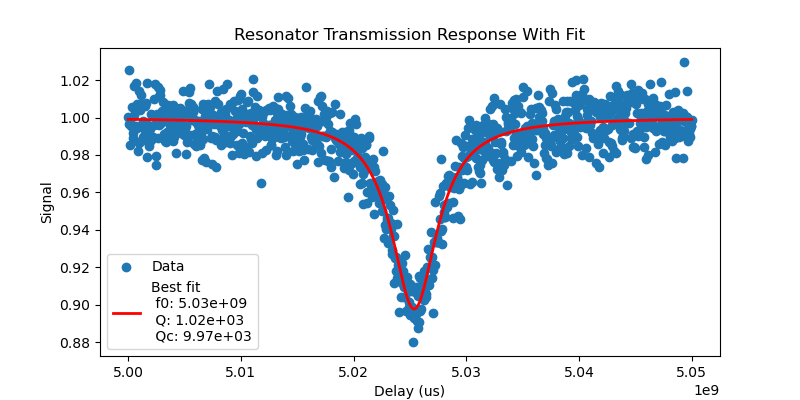 Resonator Transmission Response With Fit
Signal
1.02
1.00
0.98
0.96
0.94
0.92
0.90
0.88
Data
Best fit
f0: 5.03e+09
Q: 1.02e+03
Qc: 9.97e+03
5.00 5.01 5.02 5.03 5.04 5.05
1e9
Delay (us)